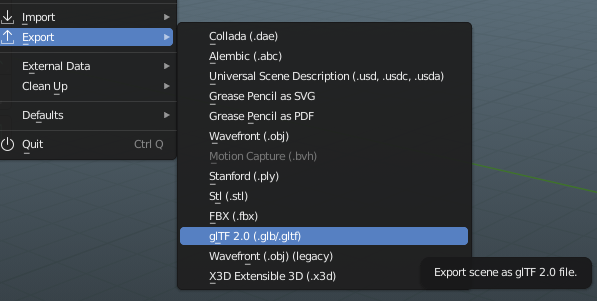 Import
Export
External Data
Clean Up
Defaults
Quit Ctrl Q
Collada (.dae)
Alembic (.abc)
Universal Scene Description (.usd, .usdc, .usda)
Grease Pencil as SVG
Grease Pencil as PDF
Wavefront (.obj)
Motion Capture (.bvh)
Stanford (.ply)
Stl (.stl)
FBX (.fbx)
glTF 2.0 (.glb/.gltf)
Wavefront (.obj) (legacy)
X3D Extensible 3D (.x3d)
Export scene as glTF 2.0 file.